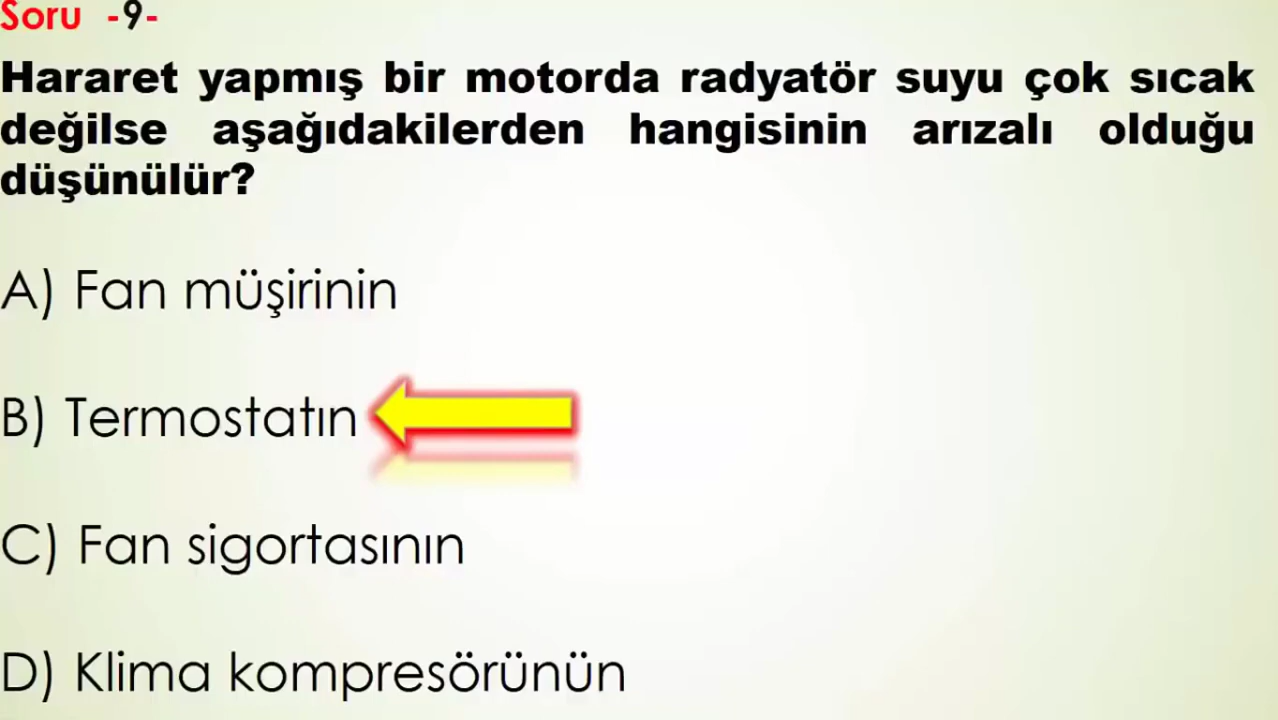 Soru -9-
Hararet yapmış bir motorda radyatör suyu çok sıcak
değilse aşağıdakilerden hangisinin arızalı olduğu
düşünülür?
A) Fan müşirinin
B) Termostatın
C) Fan sigortasının
D) Klima kompresörünün